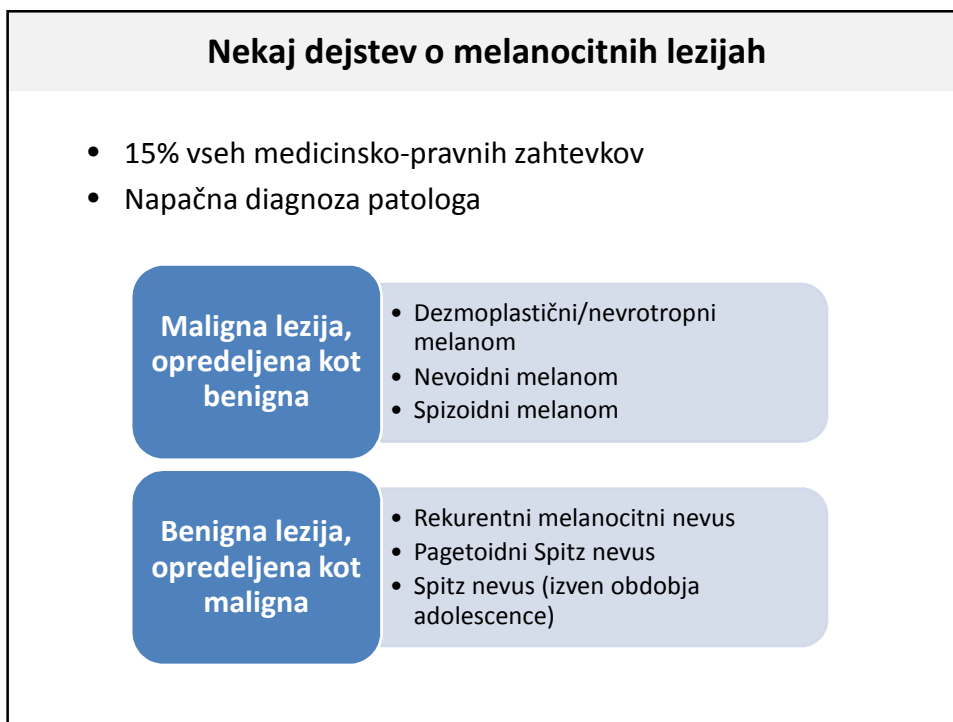 Nekaj dejstev o melanocitnih lezijah
• 15% vseh medicinsko-pravnih zahtevkov
• Napačna diagnoza patologa
Maligna lezija,
opredeljena kot
benigna
• Dezmoplastični/nevrotropni
melanom
• Nevoidni melanom
• Spizoidni melanom
Benigna lezija,
opredeljena kot
maligna
• Rekurentni melanocitni nevus
• Pagetoidni Spitz nevus
• Spitz nevus (izven obdobja
adolescence)